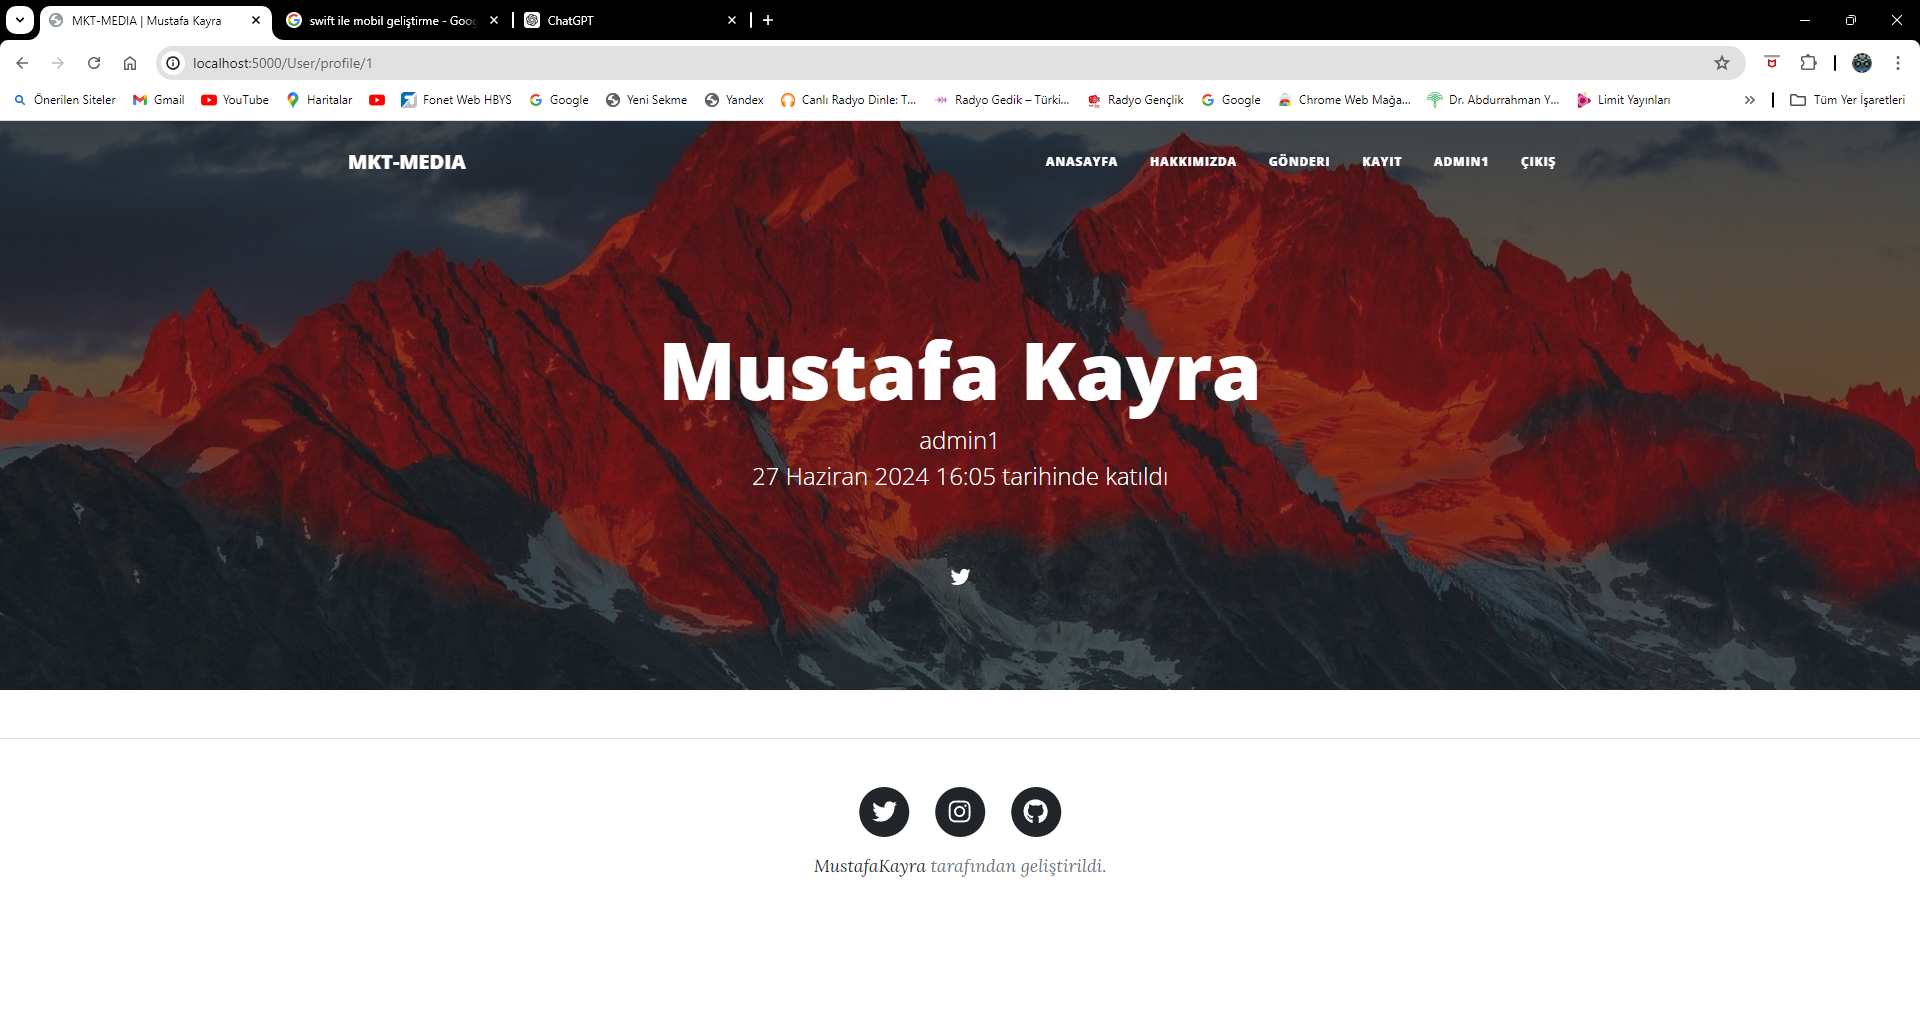 MKT-MEDIA | Mustafa Kayra
swift ile mobil geliştirme - Goo
ChatGPT
localhost:5000/User/profile/1
Önerilen Siteler Gmail YouTube Haritalar Fonet Web HBYS Google Yeni Sekme Yandex Canlı Radyo Dinle: T... Radyo Gedik – Türki... Radyo Gençlik Google Chrome Web Mağa... Dr. Abdurrahman Y... Limit Yayınları Tüm Yer İşaretleri
MKT-MEDIA ANASAYFA HAKKIMIZDA GÖNDERİ KAYIT ADMIN1 ÇIKIŞ
Mustafa Kayra
admin1
27 Haziran 2024 16:05 tarihinde katıldı
MustafaKayra tarafından geliştirildi.